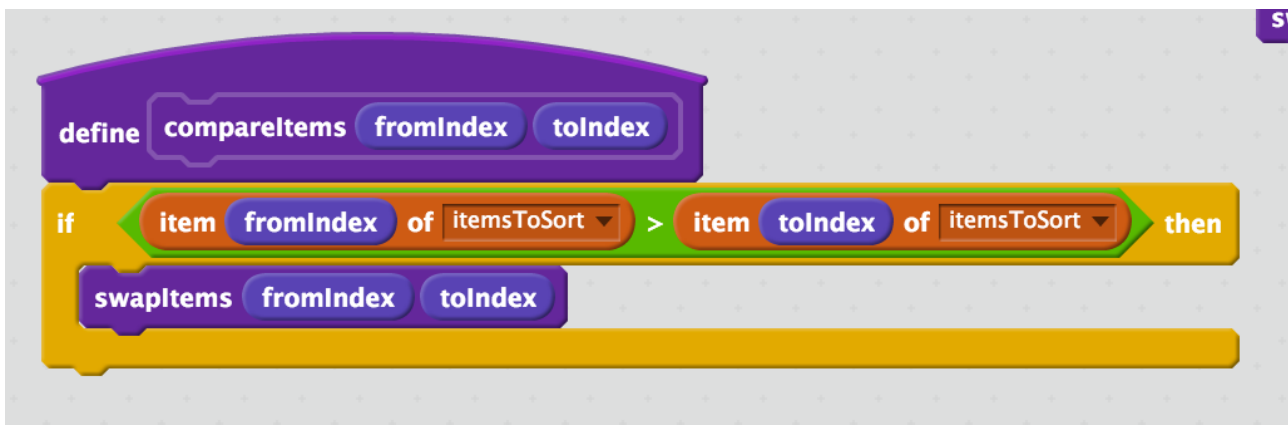 define compareItems fromIndex toIndex
if item fromIndex of itemsToSort > item toIndex of itemsToSort then
swapItems fromIndex toIndex